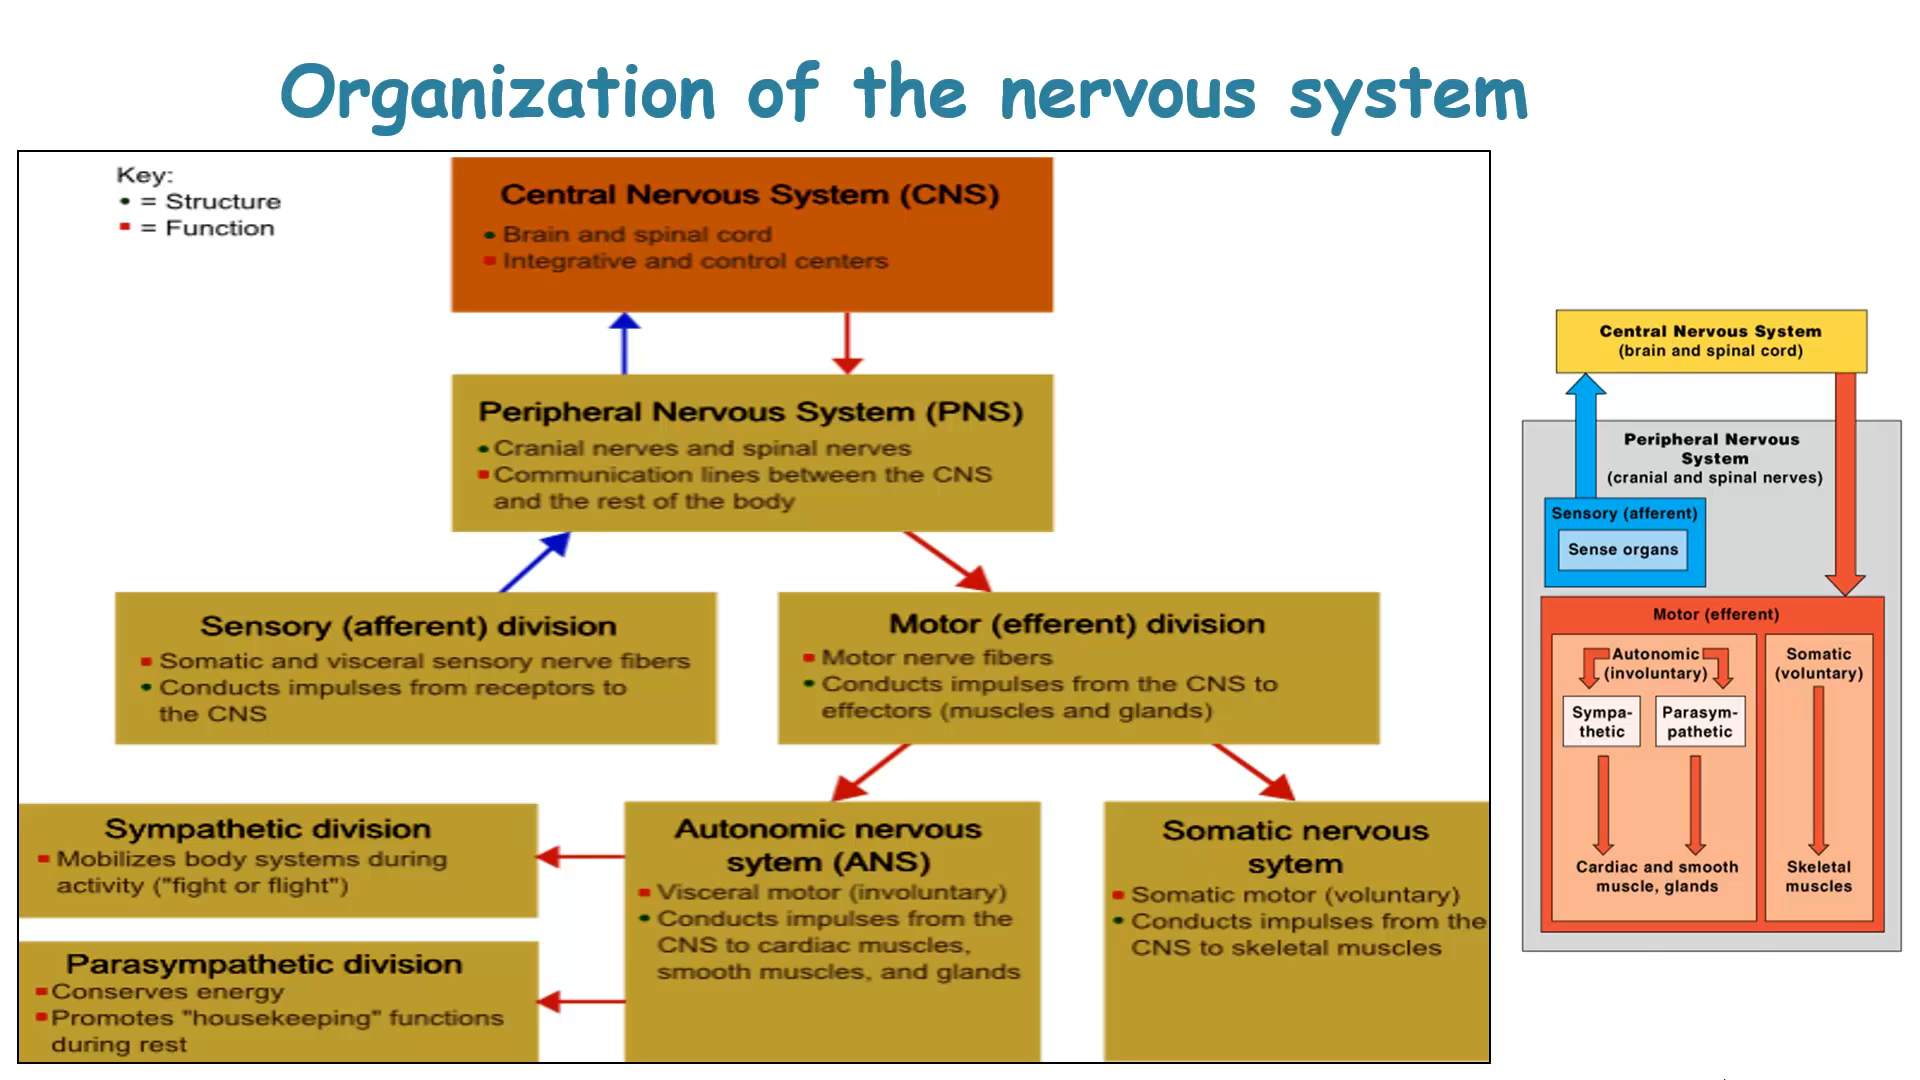 Organization of the nervous system
Key:
• = Structure
▪ = Function
Central Nervous System (CNS)
• Brain and spinal cord
▪ Integrative and control centers
Peripheral Nervous System (PNS)
• Cranial nerves and spinal nerves
▪ Communication lines between the CNS
and the rest of the body
Sensory (afferent) division
▪ Somatic and visceral sensory nerve fibers
• Conducts impulses from receptors to
the CNS
Motor (efferent) division
▪ Motor nerve fibers
• Conducts impulses from the CNS to
effectors (muscles and glands)
Sympathetic division
▪ Mobilizes body systems during
activity ("fight or flight")
Parasympathetic division
▪ Conserves energy
▪ Promotes "housekeeping" functions
during rest
Autonomic nervous
sytem (ANS)
▪ Visceral motor (involuntary)
• Conducts impulses from the
CNS to cardiac muscles,
smooth muscles, and glands
Somatic nervous
sytem
▪ Somatic motor (voluntary)
• Conducts impulses from the
CNS to skeletal muscles
Central Nervous System
(brain and spinal cord)
Peripheral Nervous
System
(cranial and spinal nerves)
Sensory (afferent)
Sense organs
Motor (efferent)
Autonomic
(involuntary)
Sympa-
thetic
Parasym-
pathetic
Cardiac and smooth
muscle, glands
Somatic
(voluntary)
Skeletal
muscles